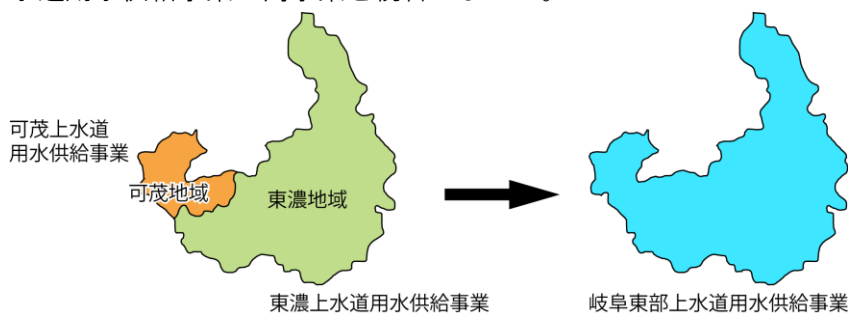 可茂上水道
用水供給事業
可茂地域
東濃地域
東濃上水道用水供給事業
岐阜東部上水道用水供給事業